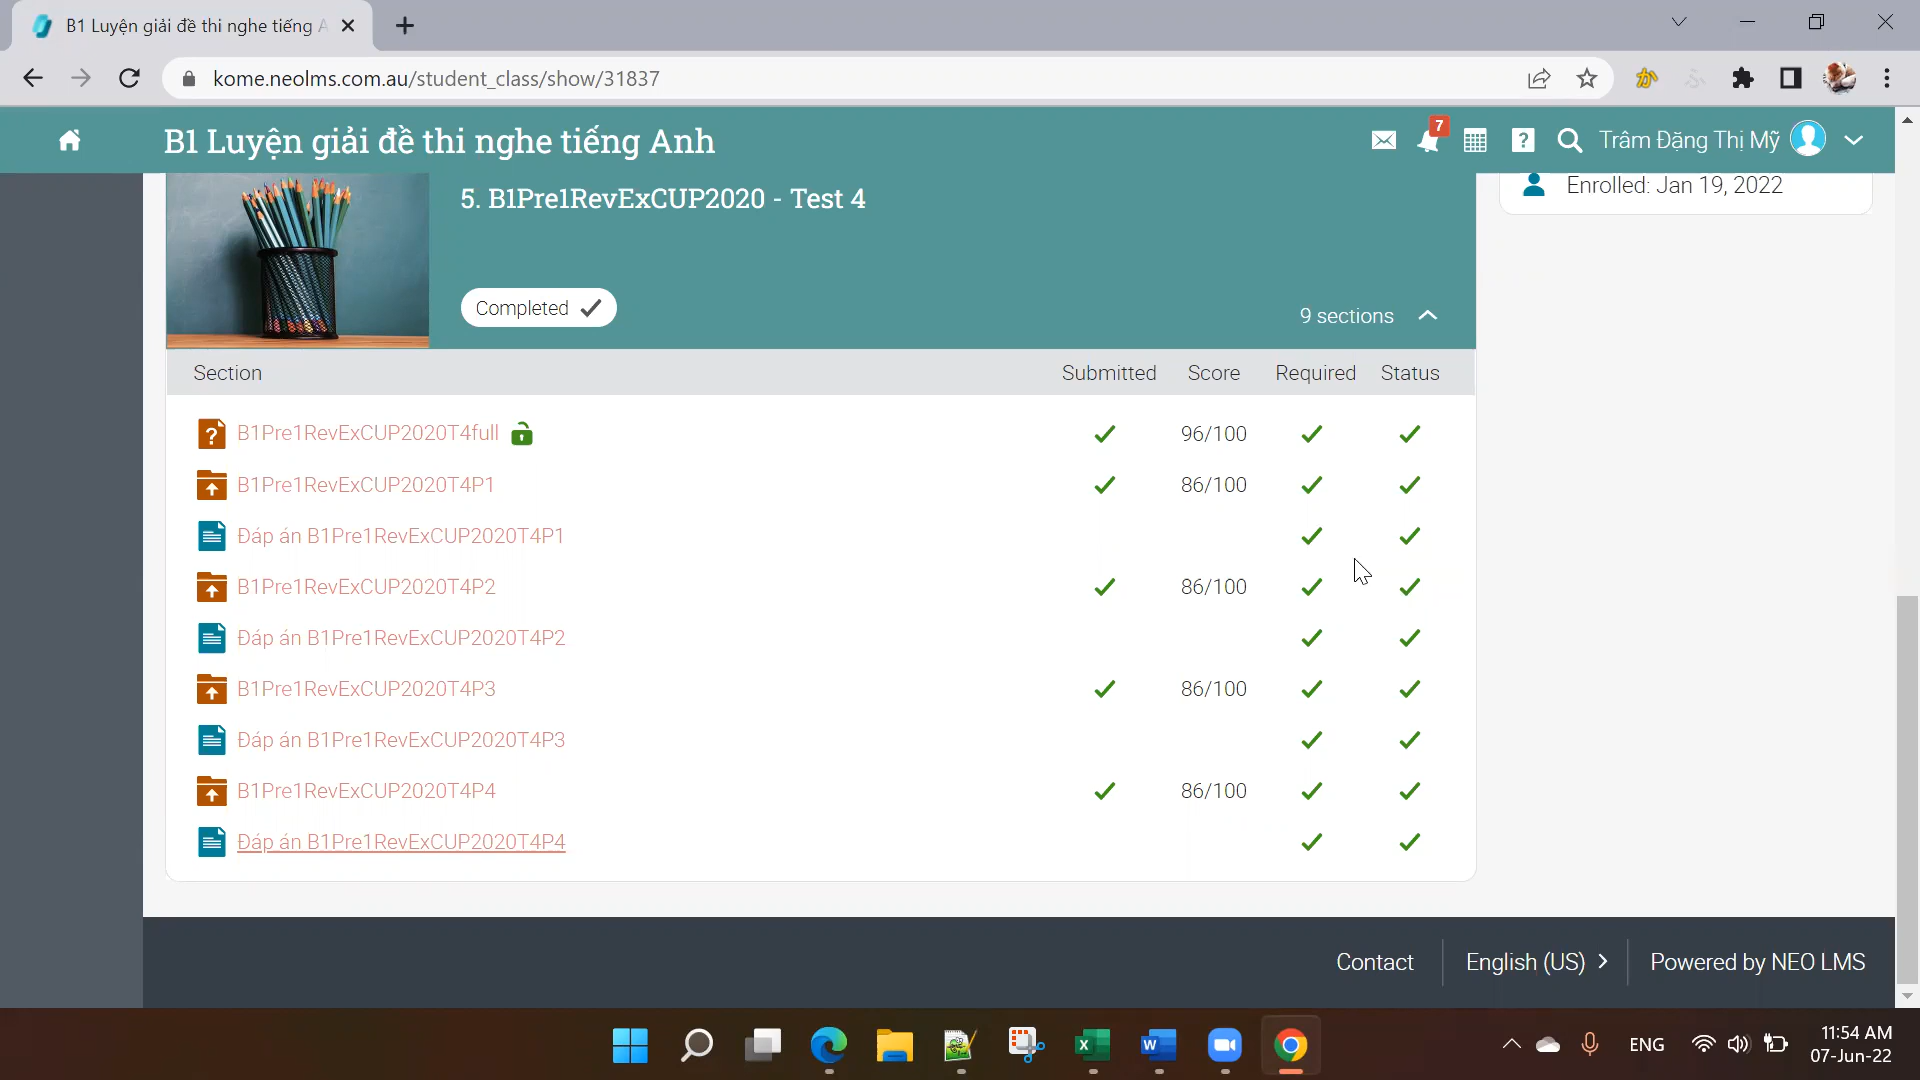 B1 Luyện giải đề thi nghe tiếng A
kome.neolms.com.au/student_class/show/31837
か
B1 Luyện giải đề thi nghe tiếng Anh
7
?
Trâm Đặng Thị Mỹ
5. B1Pre1RevExCUP2020 - Test 4
Enrolled: Jan 19, 2022
Completed
9 sections
Section Submitted Score Required Status
B1Pre1RevExCUP2020T4full 96/100
B1Pre1RevExCUP2020T4P1 86/100
Đáp án B1Pre1RevExCUP2020T4P1
B1Pre1RevExCUP2020T4P2 86/100
Đáp án B1Pre1RevExCUP2020T4P2
B1Pre1RevExCUP2020T4P3 86/100
Đáp án B1Pre1RevExCUP2020T4P3
B1Pre1RevExCUP2020T4P4 86/100
Đáp án B1Pre1RevExCUP2020T4P4
Contact English (US) Powered by NEO LMS
ENG
11:54 AM
07-Jun-22